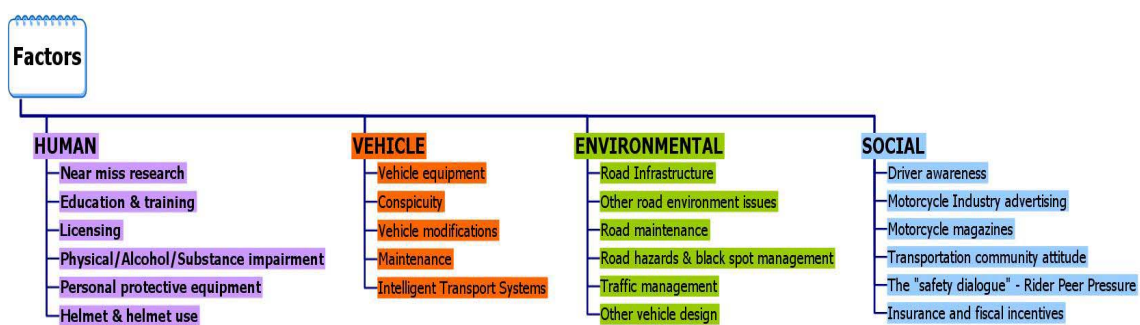 Factors
HUMAN
Near miss research
Education & training
Licensing
Physical/Alcohol/Substance impairment
Personal protective equipment
Helmet & helmet use
VEHICLE
Vehicle equipment
Conspicuity
Vehicle modifications
Maintenance
Intelligent Transport Systems
ENVIRONMENTAL
Road Infrastructure
Other road environment issues
Road maintenance
Road hazards & black spot management
Traffic management
Other vehicle design
SOCIAL
Driver awareness
Motorcycle Industry advertising
Motorcycle magazines
Transportation community attitude
The "safety dialogue" - Rider Peer Pressure
Insurance and fiscal incentives